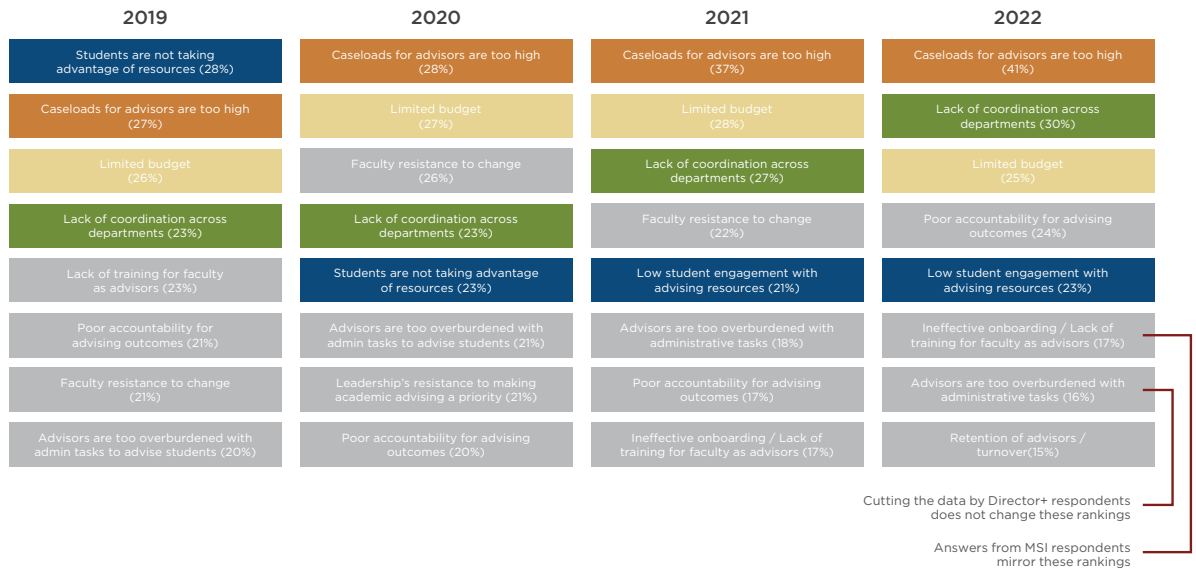 2019
Students are not taking
advantage of resources (28%)
Caseloads for advisors are too high
(27%)
Limited budget
(26%)
Lack of coordination across
departments (23%)
Lack of training for faculty
as advisors (23%)
Poor accountability for
advising outcomes (21%)
Faculty resistance to change
(21%)
Advisors are too overburdened with
admin tasks to advise students (20%)
2020
Caseloads for advisors are too high
(28%)
Limited budget
(27%)
Faculty resistance to change
(26%)
Lack of coordination across
departments (23%)
Students are not taking advantage
of resources (23%)
Advisors are too overburdened with
admin tasks to advise students (21%)
Leadership's resistance to making
academic advising a priority (21%)
Poor accountability for advising
outcomes (20%)
2021
Caseloads for advisors are too high
(37%)
Limited budget
(28%)
Lack of coordination across
departments (27%)
Faculty resistance to change
(22%)
Low student engagement with
advising resources (21%)
Advisors are too overburdened with
administrative tasks (18%)
Poor accountability for advising
outcomes (17%)
Ineffective onboarding / Lack of
training for faculty as advisors (17%)
2022
Caseloads for advisors are too high
(41%)
Lack of coordination across
departments (30%)
Limited budget
(25%)
Poor accountability for advising
outcomes (24%)
Low student engagement with
advising resources (23%)
Ineffective onboarding / Lack of
training for faculty as advisors (17%)
Advisors are too overburdened with
administrative tasks (16%)
Retention of advisors /
turnover(15%)
Cutting the data by Director+ respondents
does not change these rankings
Answers from MSI respondents
mirror these rankings